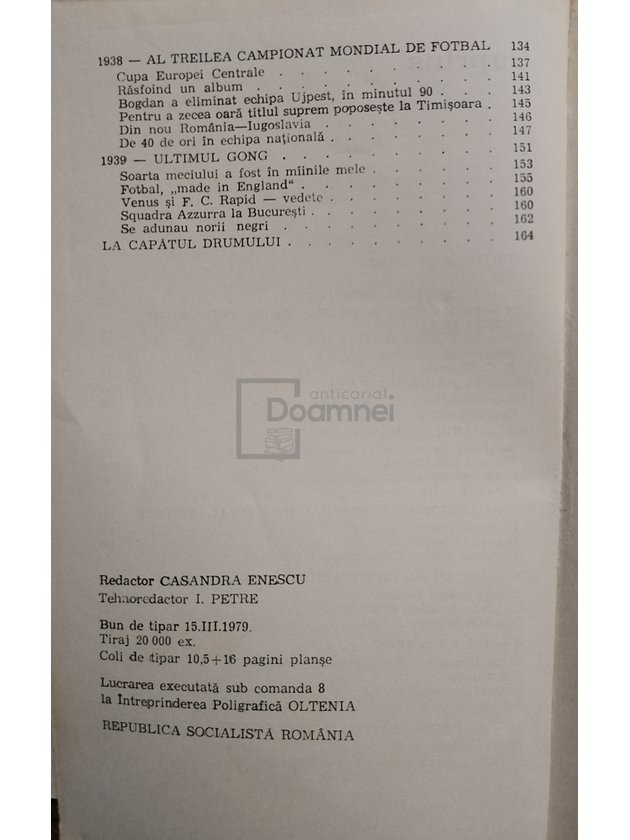 1938 — AL TREILEA CAMPIONAT MONDIAL DE FOTBAL 134
Cupa Europei Centrale . . . . . . . . 137
Răsfoind un album . . . . . . . . . 141
Bogdan a eliminat echipa Ujpest, în minutul 90 . . . 143
Pentru a zecea oară titlul suprem poposește la Timișoara . 145
Din nou România—Iugoslavia . . . . . . . 146
De 40 de ori în echipa națională . . . . . . 147
1939 — ULTIMUL GONG . . . . . . . . 151
Soarta meciului a fost în mîinile mele . . . . . 153
Fotbal, „made in England“ . . . . . . . . 155
Venus și F. C. Rapid — vedete . . . . . . . 160
Squadra Azzurra la București . . . . . . . 160
Se adunau norii negri . . . . . . . . 162
LA CAPĂTUL DRUMULUI . . . . . . . . 164
anticariat
Doamnei
Redactor CASANDRA ENESCU
Tehnoredactor I. PETRE
Bun de tipar 15.III.1979.
Tiraj 20 000 ex.
Coli de tipar 10,5+16 pagini planșe
Lucrarea executată sub comanda 8
la Întreprinderea Poligrafică OLTENIA
REPUBLICA SOCIALISTĂ ROMÂNIA